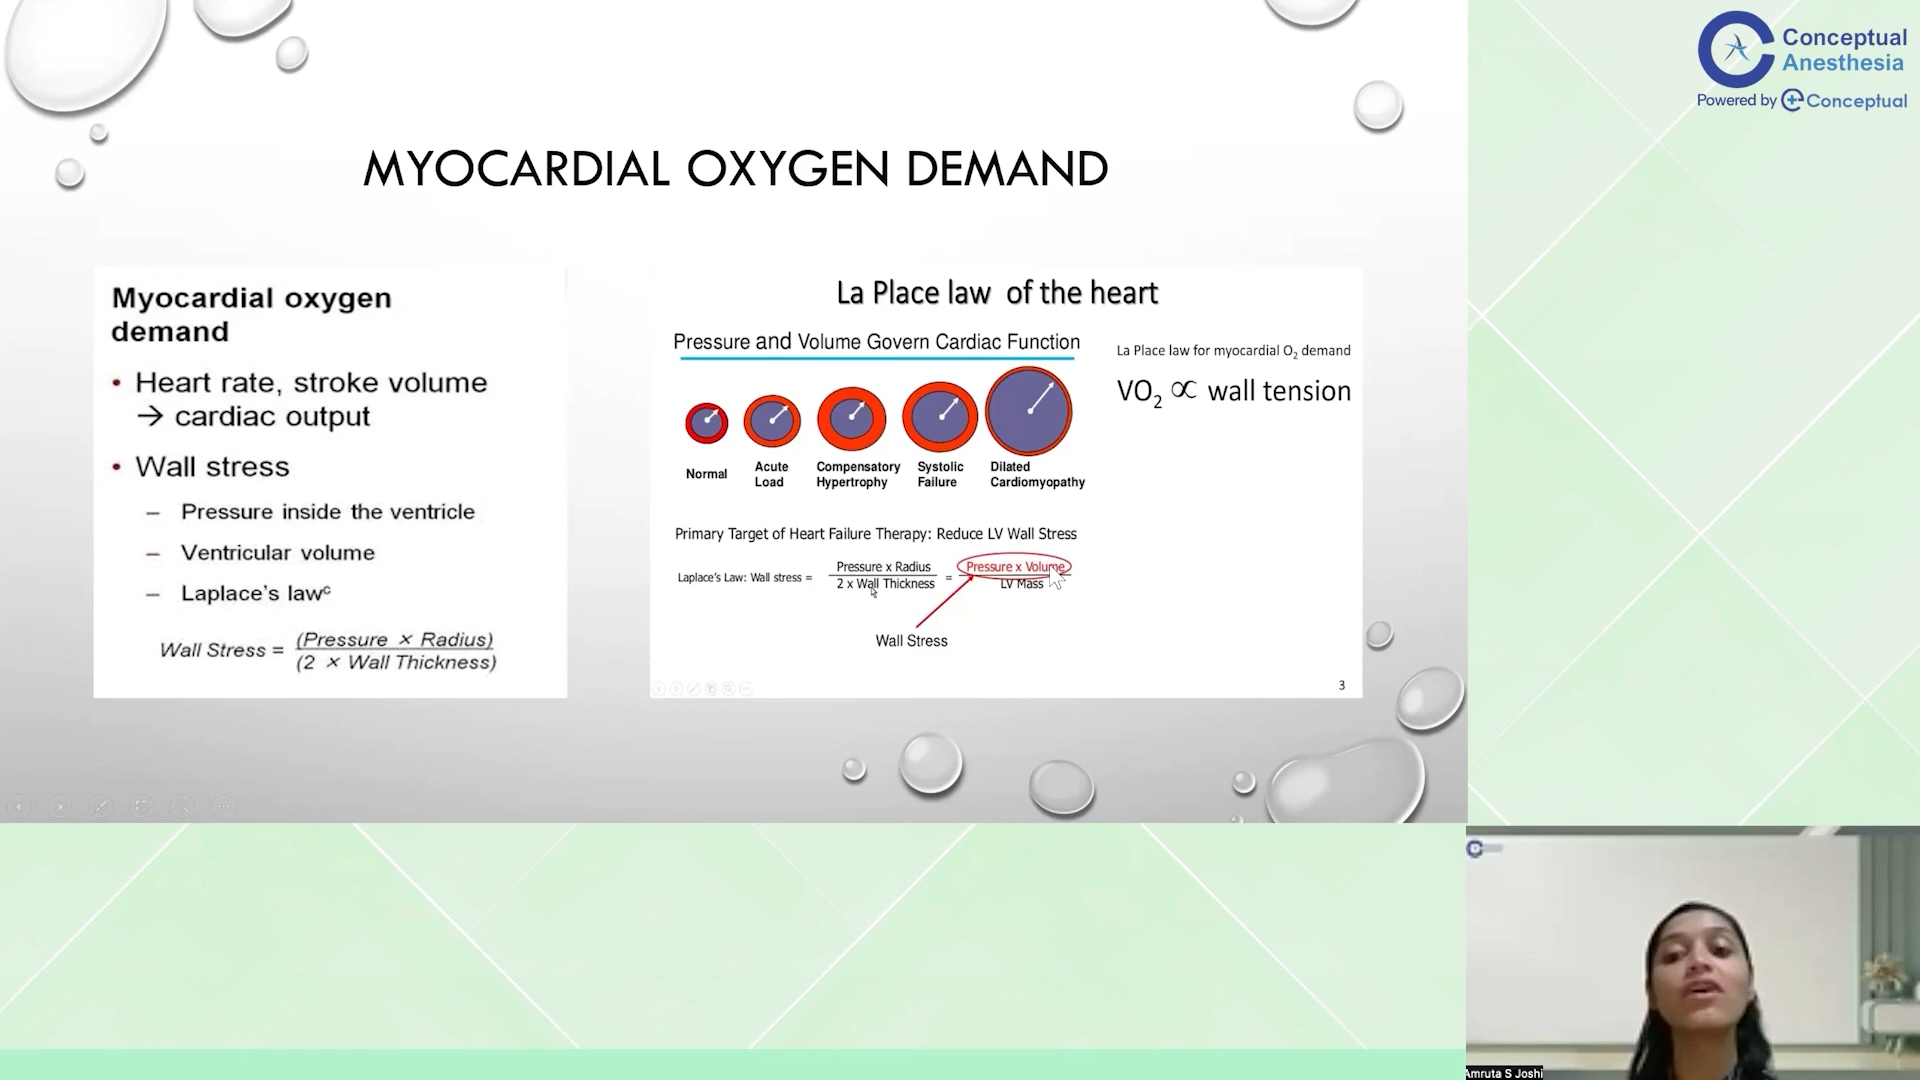 Conceptual
Anesthesia
Powered by Conceptual
MYOCARDIAL OXYGEN DEMAND
Myocardial oxygen
demand
• Heart rate, stroke volume
→ cardiac output
• Wall stress
– Pressure inside the ventricle
– Ventricular volume
– Laplace's lawᶜ
Wall Stress = (Pressure × Radius)
(2 × Wall Thickness)
La Place law of the heart
Pressure and Volume Govern Cardiac Function
Normal
Acute
Load
Compensatory
Hypertrophy
Systolic
Failure
Dilated
Cardiomyopathy
La Place law for myocardial O₂ demand
VO₂ ∝ wall tension
Primary Target of Heart Failure Therapy: Reduce LV Wall Stress
Laplace's Law: Wall stress = Pressure x Radius = Pressure x Volume
2 x Wall Thickness LV Mass
Wall Stress
3
Amruta S Joshi